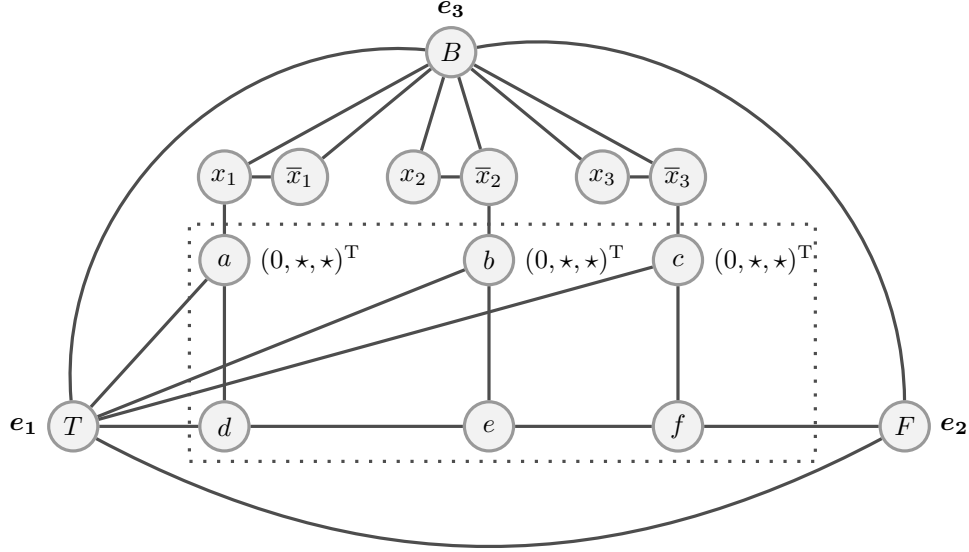 e₃
B
x₁ x̅₁ x₂ x̅₂ x₃ x̅₃
a (0, ⋆, ⋆)ᵀ b (0, ⋆, ⋆)ᵀ c (0, ⋆, ⋆)ᵀ
e₁ T d e f F e₂